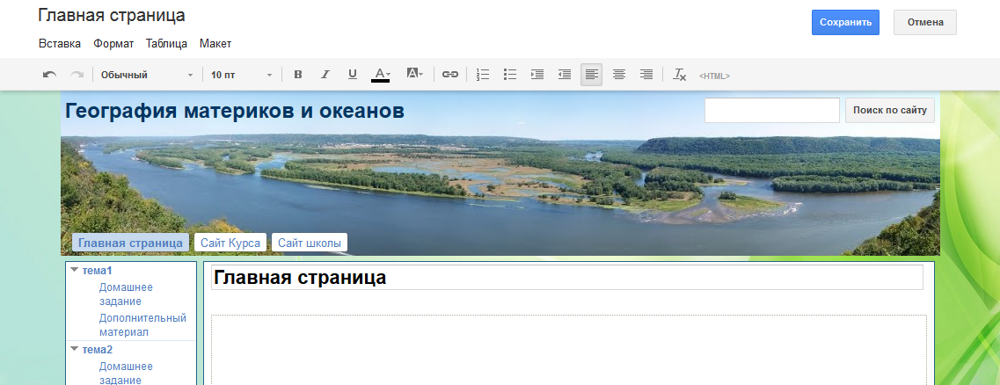 Главная страница
Сохранить
Отмена
Вставка Формат Таблица Макет
Обычный 10 пт B I U A A <HTML>
География материков и океанов
Поиск по сайту
Главная страница Сайт Курса Сайт школы
тема1
Домашнее
задание
Дополнительный
материал
тема2
Домашнее
задание
Главная страница